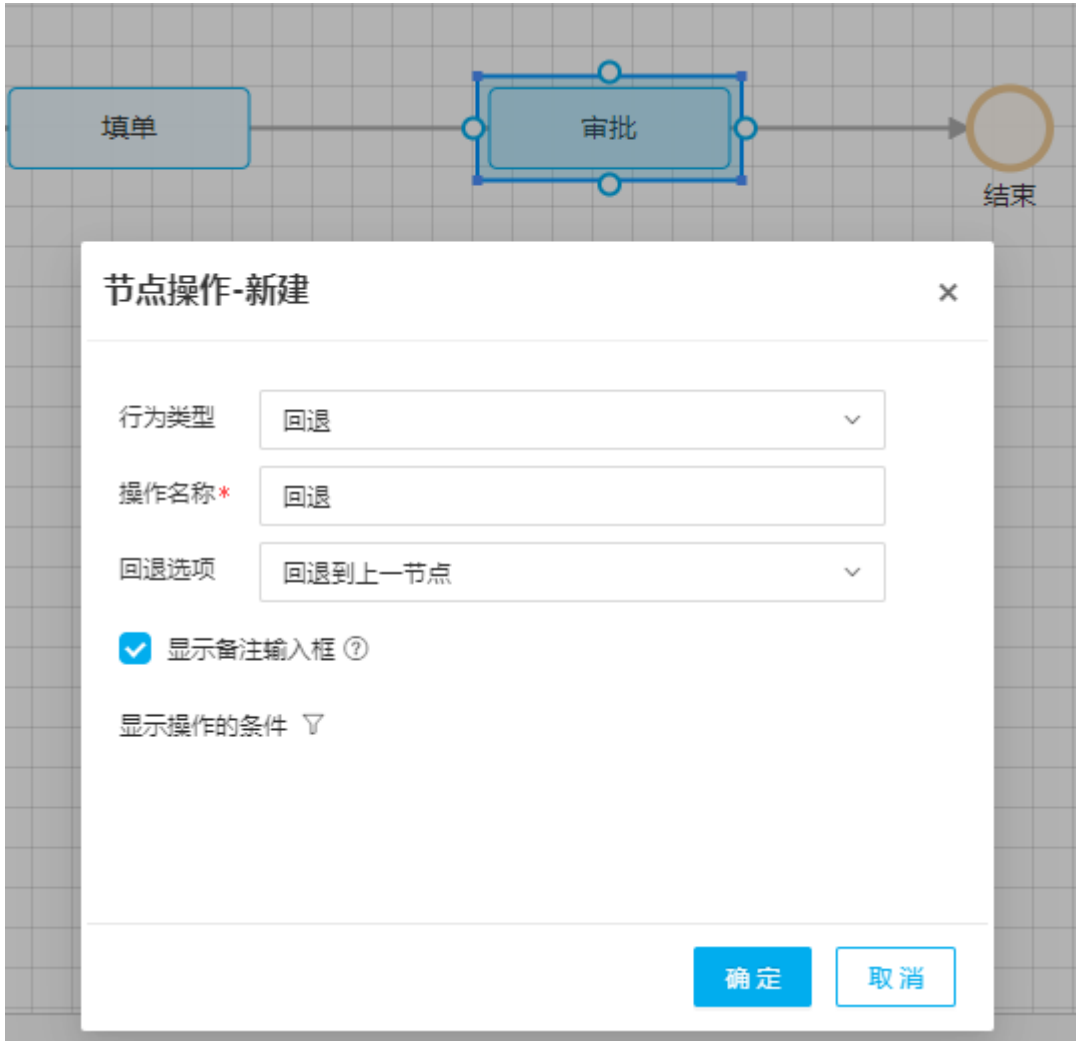 填单
审批
结束
节点操作-新建
行为类型
回退
操作名称*
回退
回退选项
回退到上一节点
显示备注输入框
显示操作的条件
确定
取消